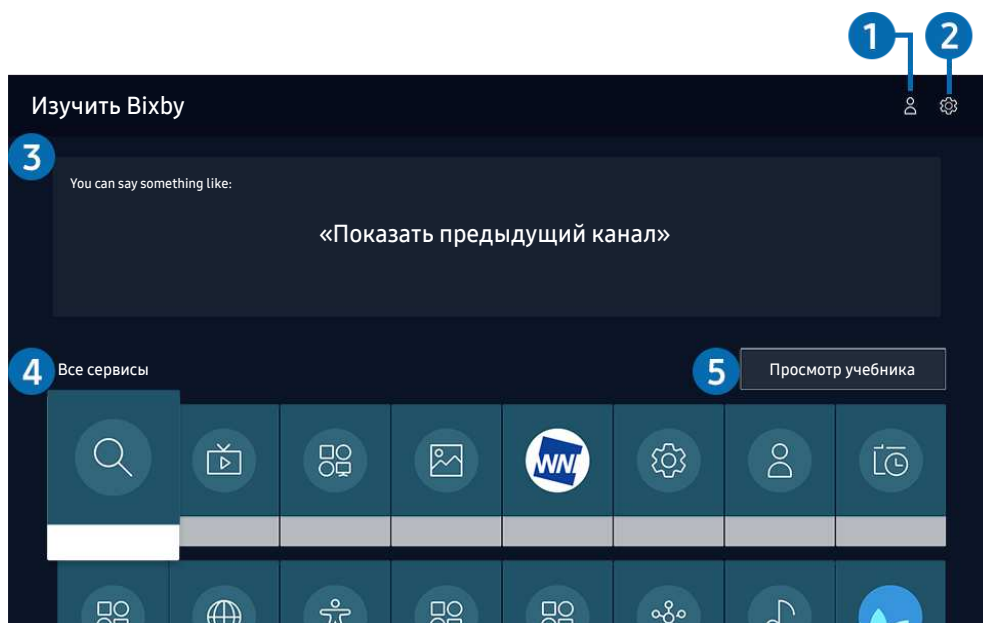 1 2
Изучить Bixby
3
You can say something like:
«Показать предыдущий канал»
4 Все сервисы
5 Просмотр учебника
WNI